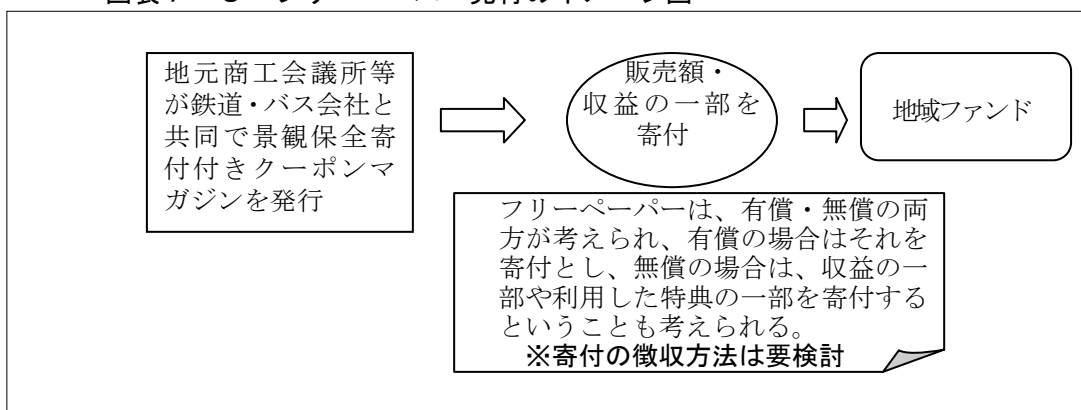 地元商工会議所等
が鉄道・バス会社と
共同で景観保全寄
付付きクーポンマ
ガジンを発行
販売額・
収益の一部を
寄付
地域ファンド
フリーペーパーは、有償・無償の両
方が考えられ、有償の場合はそれを
寄付とし、無償の場合は、収益の一
部や利用した特典の一部を寄付する
ということも考えられる。
※寄付の徴収方法は要検討